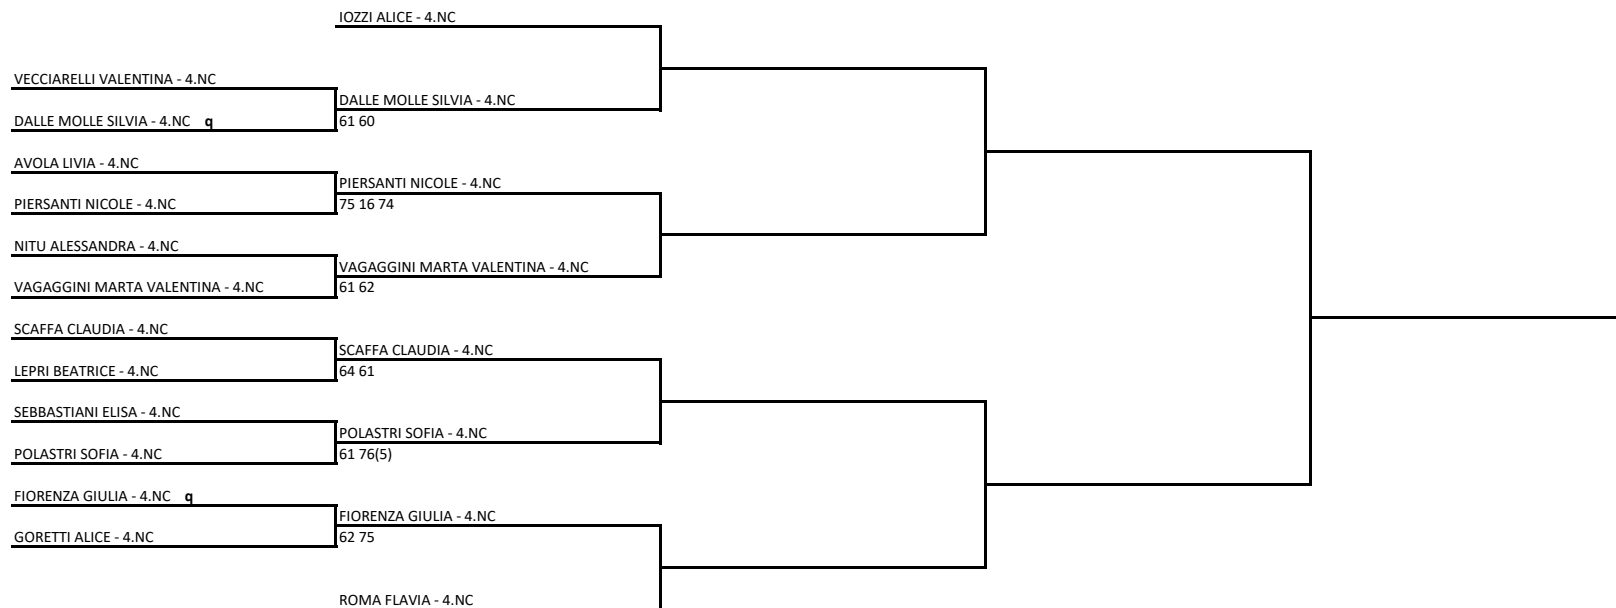 IOZZI ALICE - 4.NC
VECCIARELLI VALENTINA - 4.NC
DALLE MOLLE SILVIA - 4.NC
DALLE MOLLE SILVIA - 4.NC q
61 60
AVOLA LIVIA - 4.NC
PIERSANTI NICOLE - 4.NC
PIERSANTI NICOLE - 4.NC
75 16 74
NITU ALESSANDRA - 4.NC
VAGAGGINI MARTA VALENTINA - 4.NC
VAGAGGINI MARTA VALENTINA - 4.NC
61 62
SCAFFA CLAUDIA - 4.NC
SCAFFA CLAUDIA - 4.NC
LEPRI BEATRICE - 4.NC
64 61
SEBBASTIANI ELISA - 4.NC
POLASTRI SOFIA - 4.NC
POLASTRI SOFIA - 4.NC
61 76(5)
FIORENZA GIULIA - 4.NC q
FIORENZA GIULIA - 4.NC
GORETTI ALICE - 4.NC
62 75
ROMA FLAVIA - 4.NC